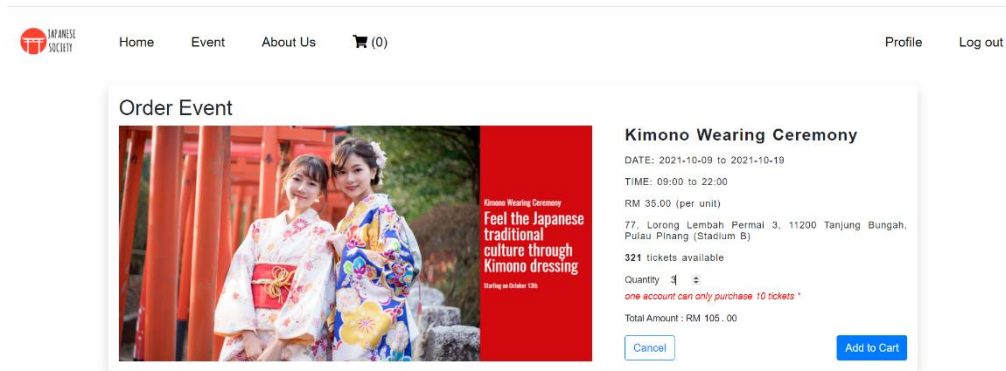 JAPANESE
SOCIETY
Home Event About Us (0) Profile Log out
Order Event
Kimono Wearing Ceremony
Feel the Japanese
traditional
culture through
Kimono dressing
Starting on October 13th
Kimono Wearing Ceremony
DATE: 2021-10-09 to 2021-10-19
TIME: 09:00 to 22:00
RM 35.00 (per unit)
77, Lorong Lembah Permai 3, 11200 Tanjung Bungah,
Pulau Pinang (Stadium B)
321 tickets available
Quantity 3
one account can only purchase 10 tickets *
Total Amount : RM 105 . 00
Cancel Add to Cart